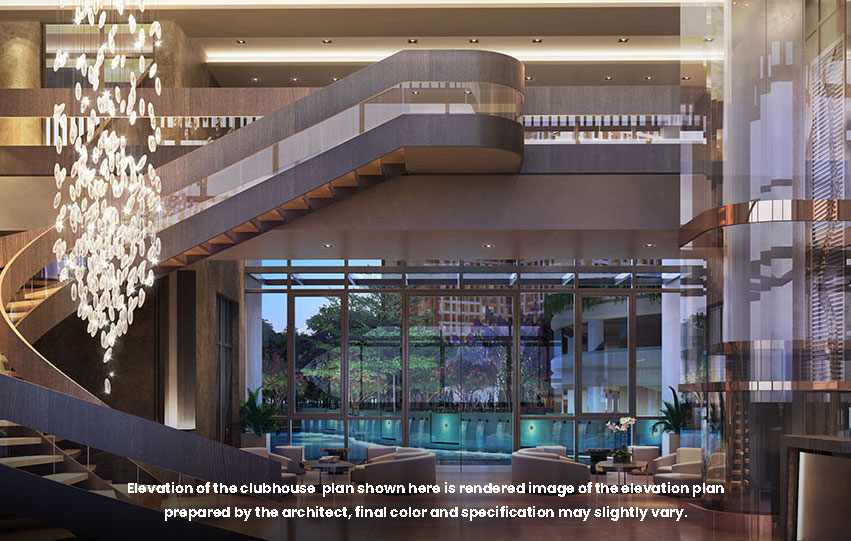 Elevation of the clubhouse plan shown here is rendered image of the elevation plan
prepared by the architect, final color and specification may slightly vary.